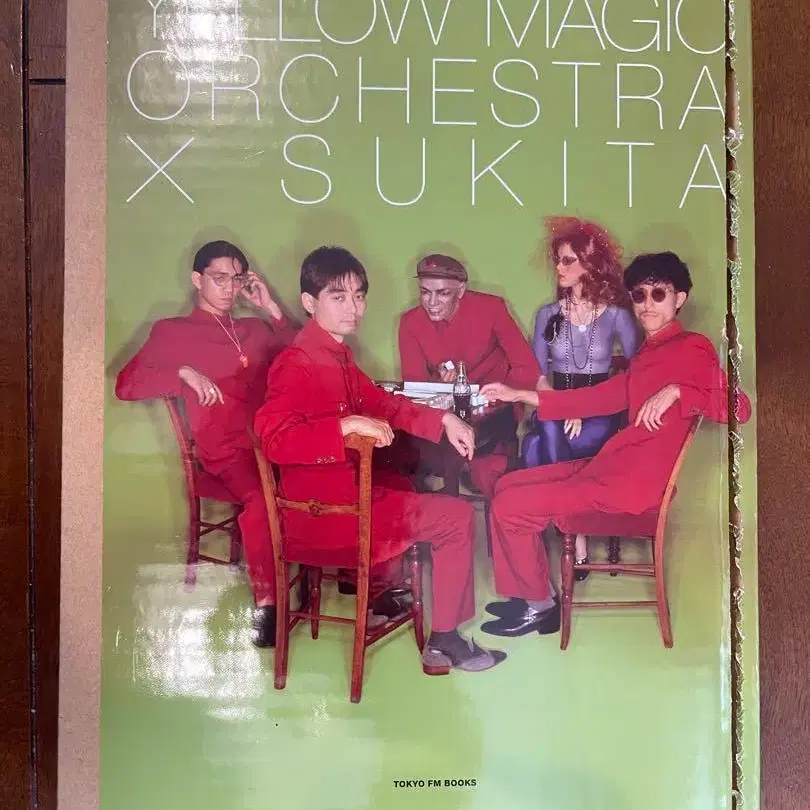 YELLOW MAGIC
ORCHESTRA
X SUKITA
TOKYO FM BOOKS